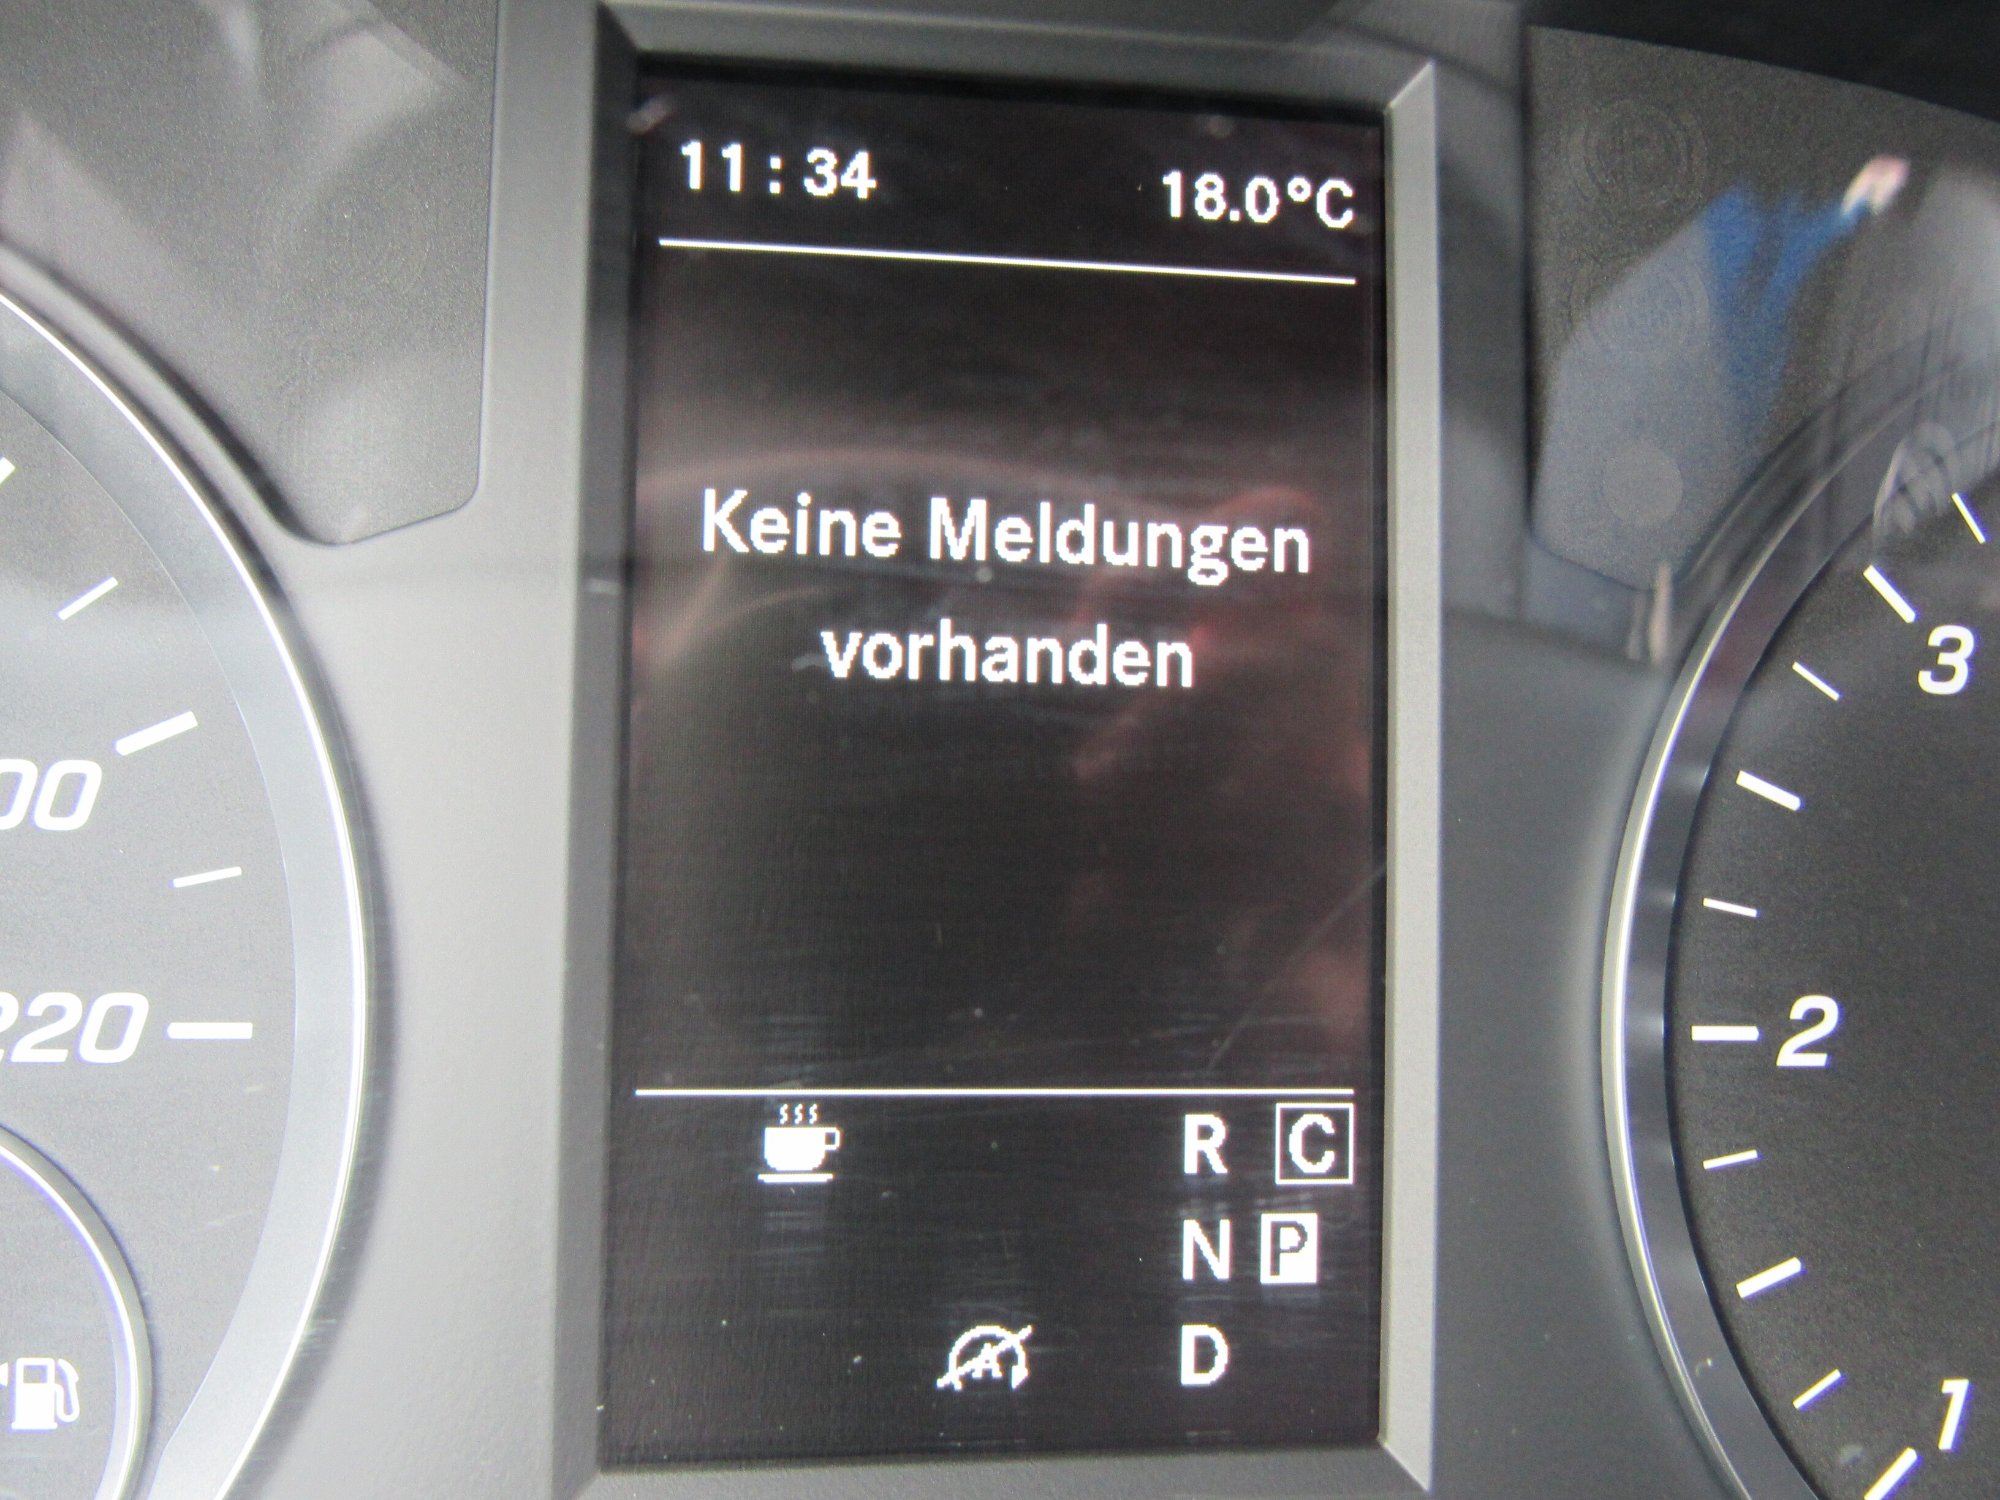 11:34 18.0°C
Keine Meldungen
vorhanden
R C
N P
A D
220
3
2
1